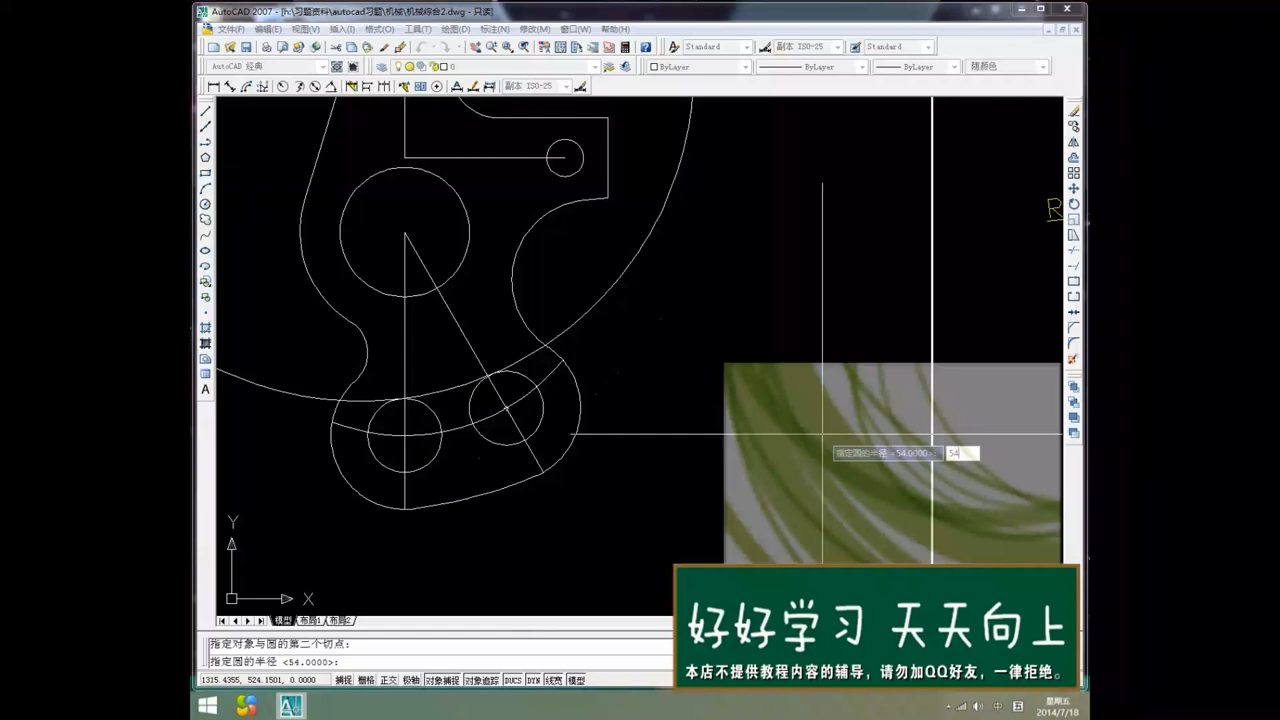 AutoCAD 2007 - [h:\习题资料\autocad习题\机械\机械综合2.dwg - 只读]
文件(F) 编辑(E) 视图(V) 插入(I) 格式(O) 工具(T) 绘图(D) 标注(N) 修改(M) 窗口(W) 帮助(H)
Standard 副本 ISO-25 Standard
AutoCAD 经典 0 ByLayer ByLayer ByLayer 随颜色
副本 ISO-25
A
R
指定圆的半径 <54.0000>: 54
Y
X
模型 布局1 布局2
指定对象与圆的第二个切点:
指定圆的半径 <54.0000>:
1315.4355, 524.1501, 0.0000 捕捉 栅格 正交 极轴 对象捕捉 对象追踪 DUCS DYN 线宽 模型
好好学习 天天向上
本店不提供教程内容的辅导，请勿加QQ好友，一律拒绝。
中
星期五
2014/7/18